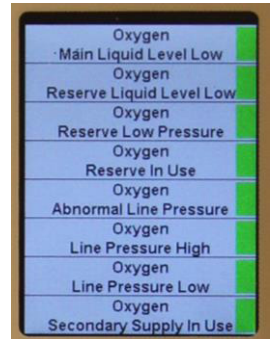 Oxygen
Main Liquid Level Low
Oxygen
Reserve Liquid Level Low
Oxygen
Reserve Low Pressure
Oxygen
Reserve In Use
Oxygen
Abnormal Line Pressure
Oxygen
Line Pressure High
Oxygen
Line Pressure Low
Oxygen
Secondary Supply In Use